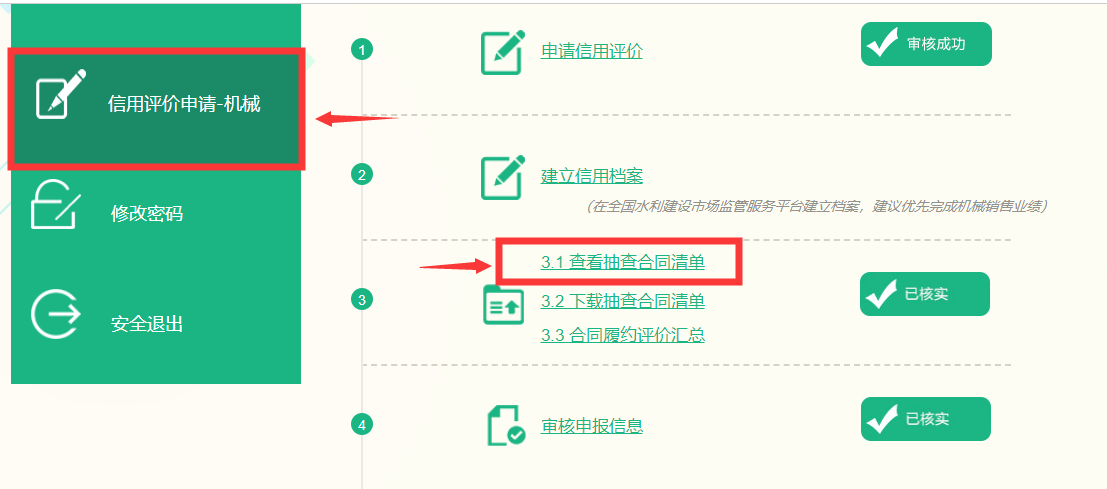 信用评价申请-机械
修改密码
安全退出
1
申请信用评价
审核成功
2
建立信用档案
（在全国水利建设市场监管服务平台建立档案，建议优先完成机械销售业绩）
3.1 查看抽查合同清单
3
3.2 下载抽查合同清单
已核实
3.3 合同履约评价汇总
4
审核申报信息
已核实